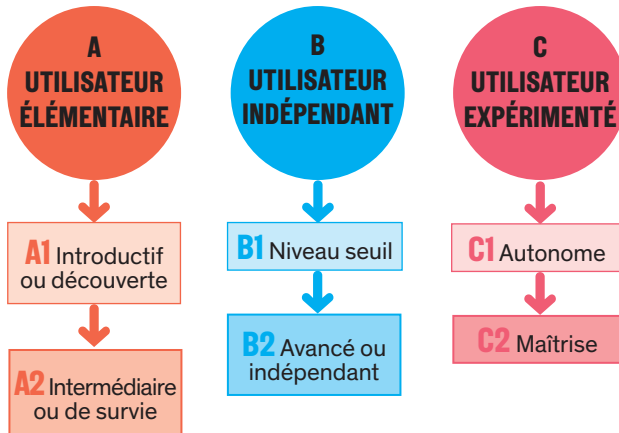 A
UTILISATEUR
ÉLÉMENTAIRE
A1 Introductif
ou découverte
A2 Intermédiaire
ou de survie
B
UTILISATEUR
INDÉPENDANT
B1 Niveau seuil
B2 Avancé ou
indépendant
C
UTILISATEUR
EXPÉRIMENTÉ
C1 Autonome
C2 Maîtrise